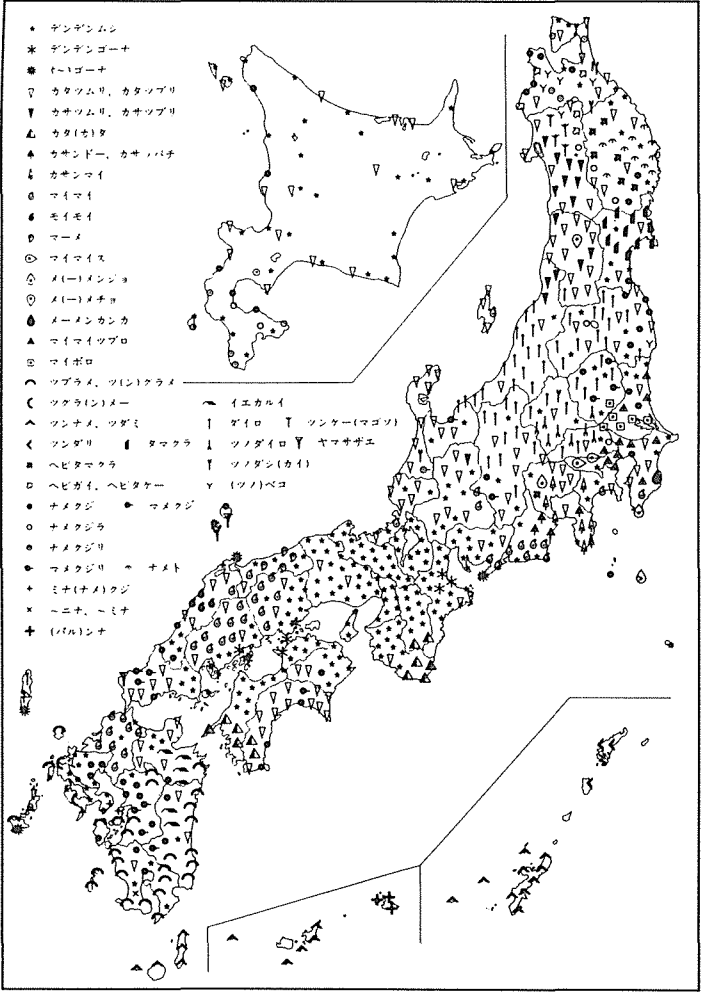 デンデンムシ
デンデンゴーナ
(〜)ゴーナ
カタツムリ、カタツブリ
カサツムリ、カサツブリ
カタ(カ)タ
カサンドー、カサッパチ
カサンマイ
マイマイ
モイモイ
マーメ
マイマイス
メ(ー)メンジョ
メ(ー)メチョ
メーメンカンカ
マイマイツブロ
マイボロ
ツブラメ、ツ(ン)グラメ
ツグラ(ン)メー イエカルイ
ツンナメ、ツダミ ダイロ ツンケー(マゴソ)
ツンダリ タマクラ ツノダイロ ヤマサザエ
ヘビタマクラ ツノダシ(カイ)
ヘビガイ、ヘビタケー (ツノ)ベコ
ナメクジ マメクジ
ナメクジラ
ナメクジリ
マメクジリ ナメト
ミナ(ナメ)クジ
〜ニナ、〜ミナ
(パル)ンナ